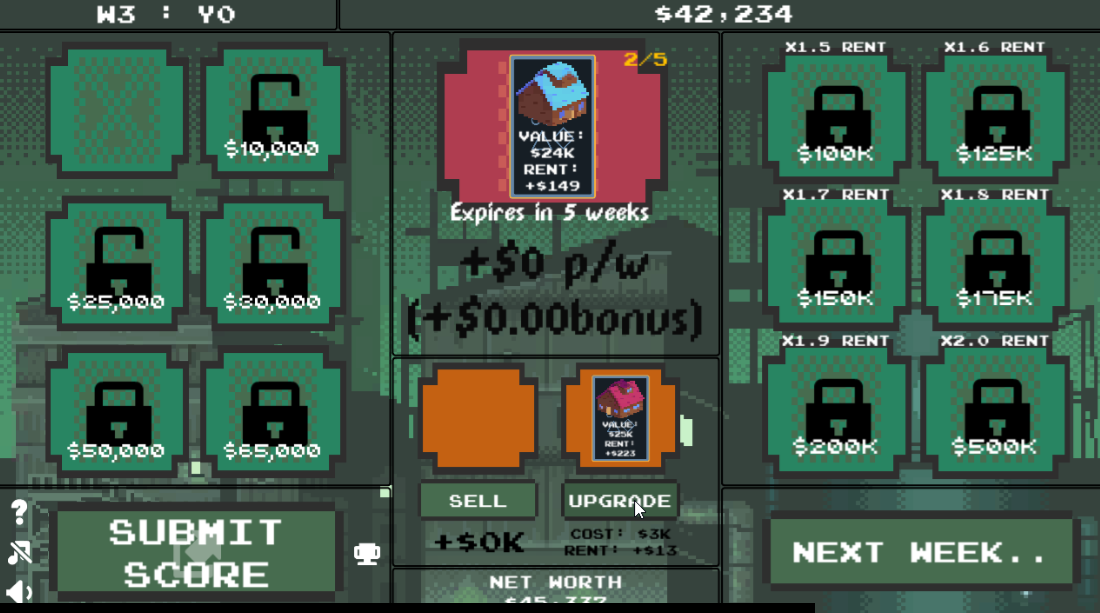 W3 : Y0
$42,234
$10,000
$25,000
$30,000
$50,000
$65,000
SUBMIT
SCORE
?
2/5
VALUE:
$24K
RENT:
+$149
Expires in 5 weeks
+$0 p/w
(+$0.00bonus)
VALUE:
$25K
RENT:
+$223
SELL
UPGRADE
+$0K
COST: $3K
RENT: +$13
NET WORTH
X1.5 RENT
X1.6 RENT
$100K
$125K
X1.7 RENT
X1.8 RENT
$150K
$175K
X1.9 RENT
X2.0 RENT
$200K
$500K
NEXT WEEK..